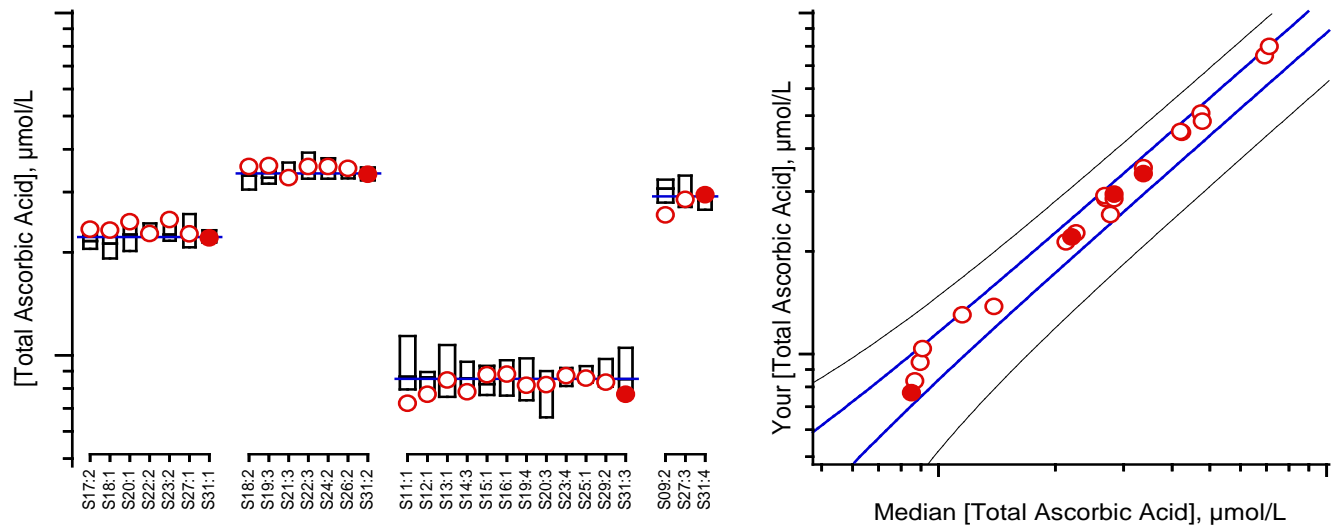 [Total Ascorbic Acid], µmol/L
S17:2
S18:1
S20:1
S22:2
S23:2
S27:1
S31:1
S18:2
S19:3
S21:3
S22:3
S24:2
S26:2
S31:2
S11:1
S12:1
S13:1
S14:3
S15:1
S16:1
S19:4
S20:3
S23:4
S25:1
S29:2
S31:3
S09:2
S27:3
S31:4
Your [Total Ascorbic Acid], µmol/L
Median [Total Ascorbic Acid], µmol/L